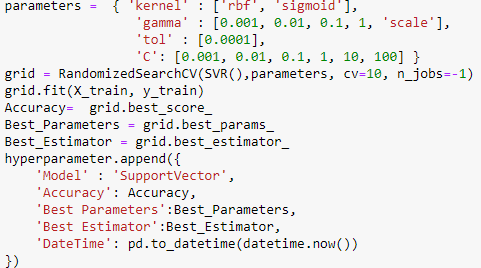 parameters =  { 'kernel' : ['rbf', 'sigmoid'],
'gamma' : [0.001, 0.01, 0.1, 1, 'scale'],
'tol' : [0.0001],
'C': [0.001, 0.01, 0.1, 1, 10, 100] }
grid = RandomizedSearchCV(SVR(),parameters, cv=10, n_jobs=-1)
grid.fit(X_train, y_train)
Accuracy=  grid.best_score_
Best_Parameters = grid.best_params_
Best_Estimator = grid.best_estimator_
hyperparameter.append({
'Model' : 'SupportVector',
'Accuracy': Accuracy,
'Best Parameters':Best_Parameters,
'Best Estimator':Best_Estimator,
'DateTime': pd.to_datetime(datetime.now())
})